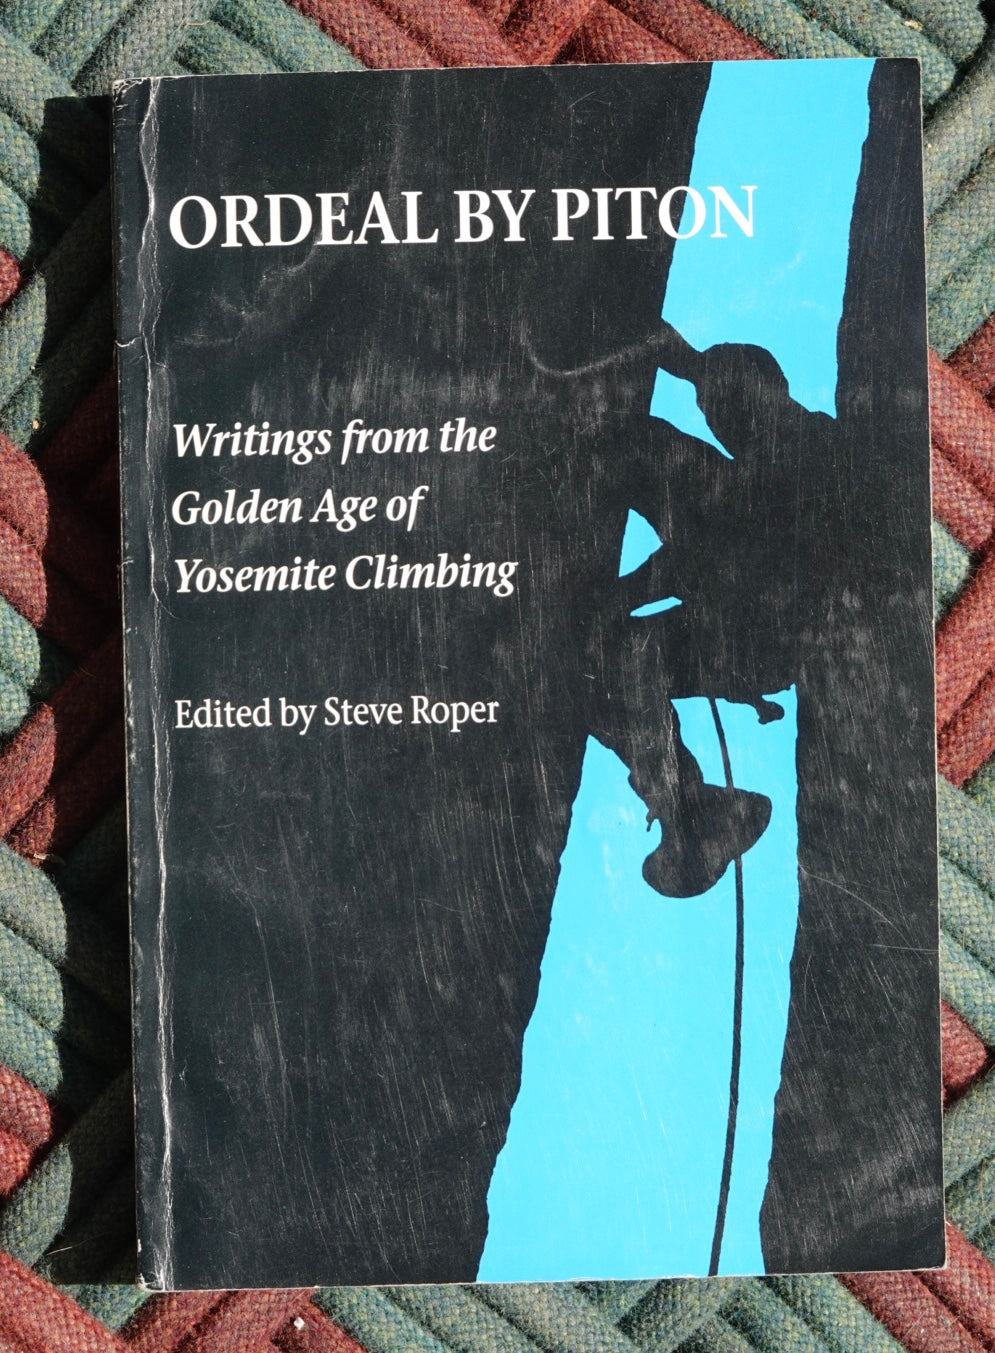 ORDEAL BY PITON
Writings from the
Golden Age of
Yosemite Climbing
Edited by Steve Roper